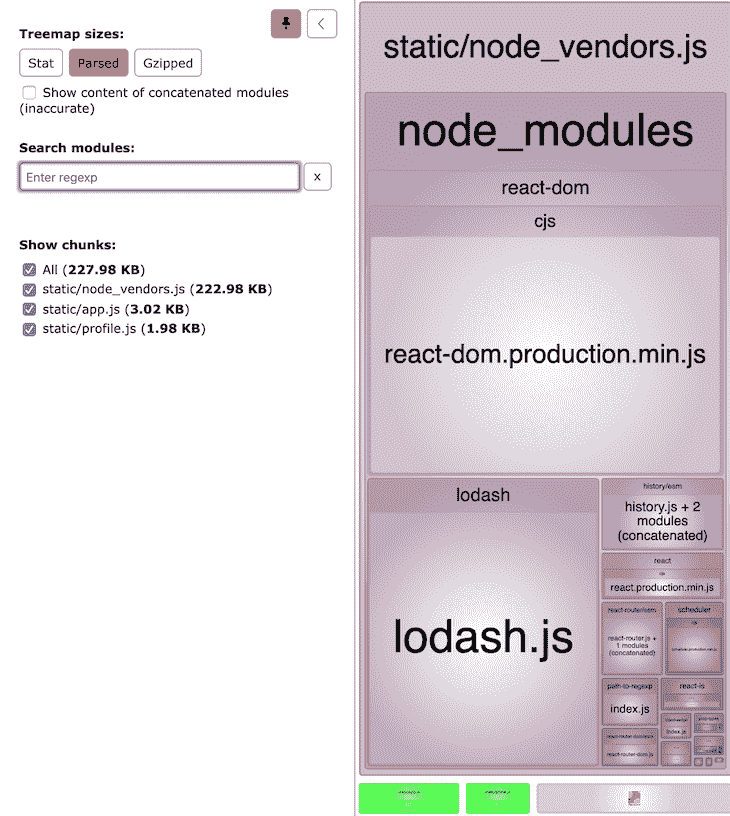 Treemap sizes:
Stat
Parsed
Gzipped
Show content of concatenated modules
(inaccurate)
Search modules:
Enter regexp
x
Show chunks:
All (227.98 KB)
static/node_vendors.js (222.98 KB)
static/app.js (3.02 KB)
static/profile.js (1.98 KB)
static/node_vendors.js
node_modules
react-dom
cjs
react-dom.production.min.js
lodash
lodash.js
history/esm
history.js + 2
modules
(concatenated)
react
cjs
react.production.min.js
react-router/esm
react-router.js +
1 modules
(concatenated)
scheduler
cjs
scheduler.production.min.js
path-to-regexp
index.js
react-is
react-router-dom/esm
react-router-dom.js
index.js